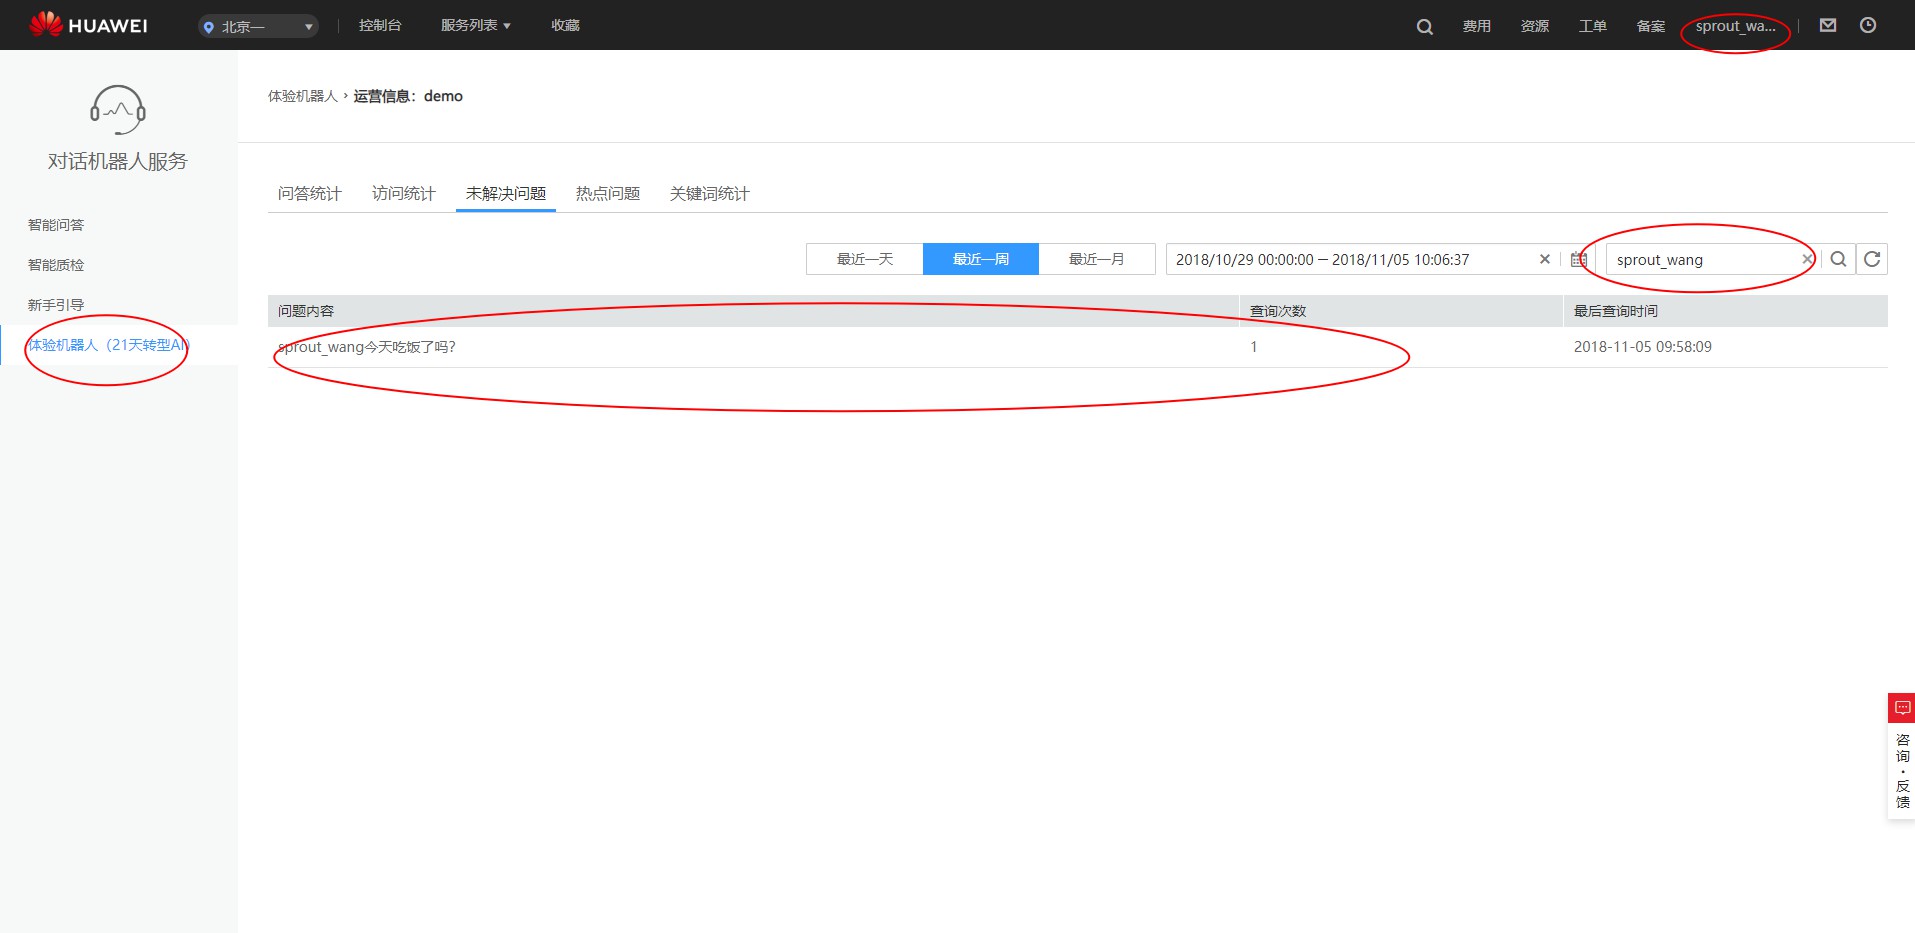 HUAWEI 北京一 控制台 服务列表 收藏 费用 资源 工单 备案 sprout_wa...
对话机器人服务
智能问答
智能质检
新手引导
体验机器人（21天转型AI）
体验机器人 › 运营信息：demo
问答统计 访问统计 未解决问题 热点问题 关键词统计
最近一天 最近一周 最近一月 2018/10/29 00:00:00 – 2018/11/05 10:06:37 sprout_wang
问题内容 查询次数 最后查询时间
sprout_wang今天吃饭了吗? 1 2018-11-05 09:58:09
咨询·反馈